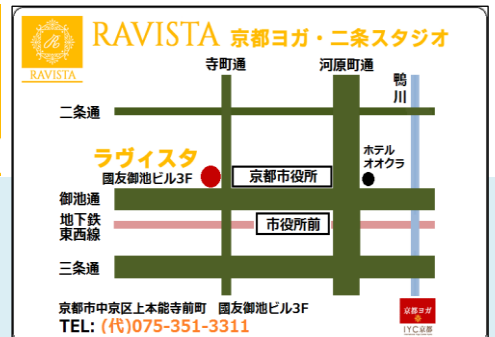 RAVISTA 京都ヨガ・二条スタジオ
RAVISTA
寺町通
河原町通
鴨川
二条通
ラヴィスタ
國友御池ビル3F
京都市役所
ホテル
オオクラ
御池通
地下鉄
東西線
市役所前
三条通
京都市中京区上本能寺前町 國友御池ビル3F
TEL: (代)075-351-3311
京都ヨガ
IYC京都